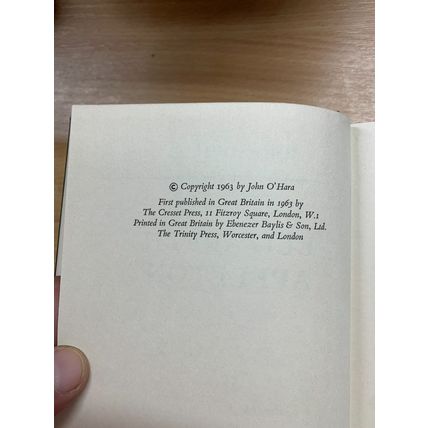 © Copyright 1963 by John O'Hara
First published in Great Britain in 1963 by
The Cresset Press, 11 Fitzroy Square, London, W.1
Printed in Great Britain by Ebenezer Baylis & Son, Ltd.
The Trinity Press, Worcester, and London